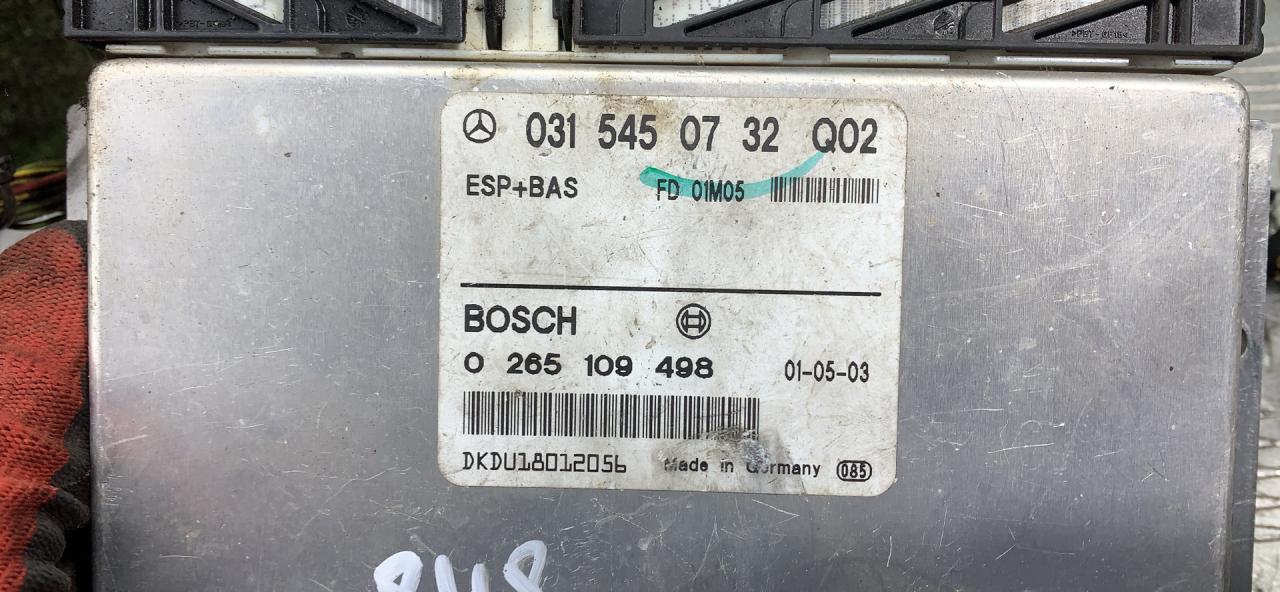 031 545 07 32 Q02
ESP+BAS FD 01M05
BOSCH
0 265 109 498 01-05-03
DKDU18012056 Made in Germany 085